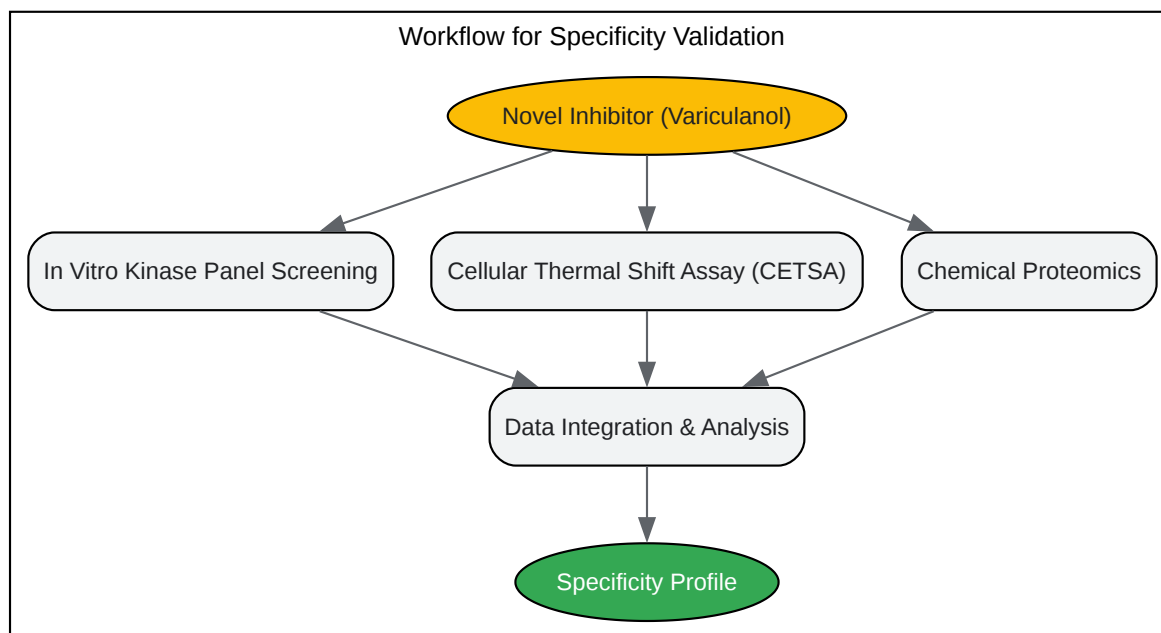 Workflow for Specificity Validation
Novel Inhibitor (Variculanol)
In Vitro Kinase Panel Screening
Cellular Thermal Shift Assay (CETSA)
Chemical Proteomics
Data Integration & Analysis
Specificity Profile